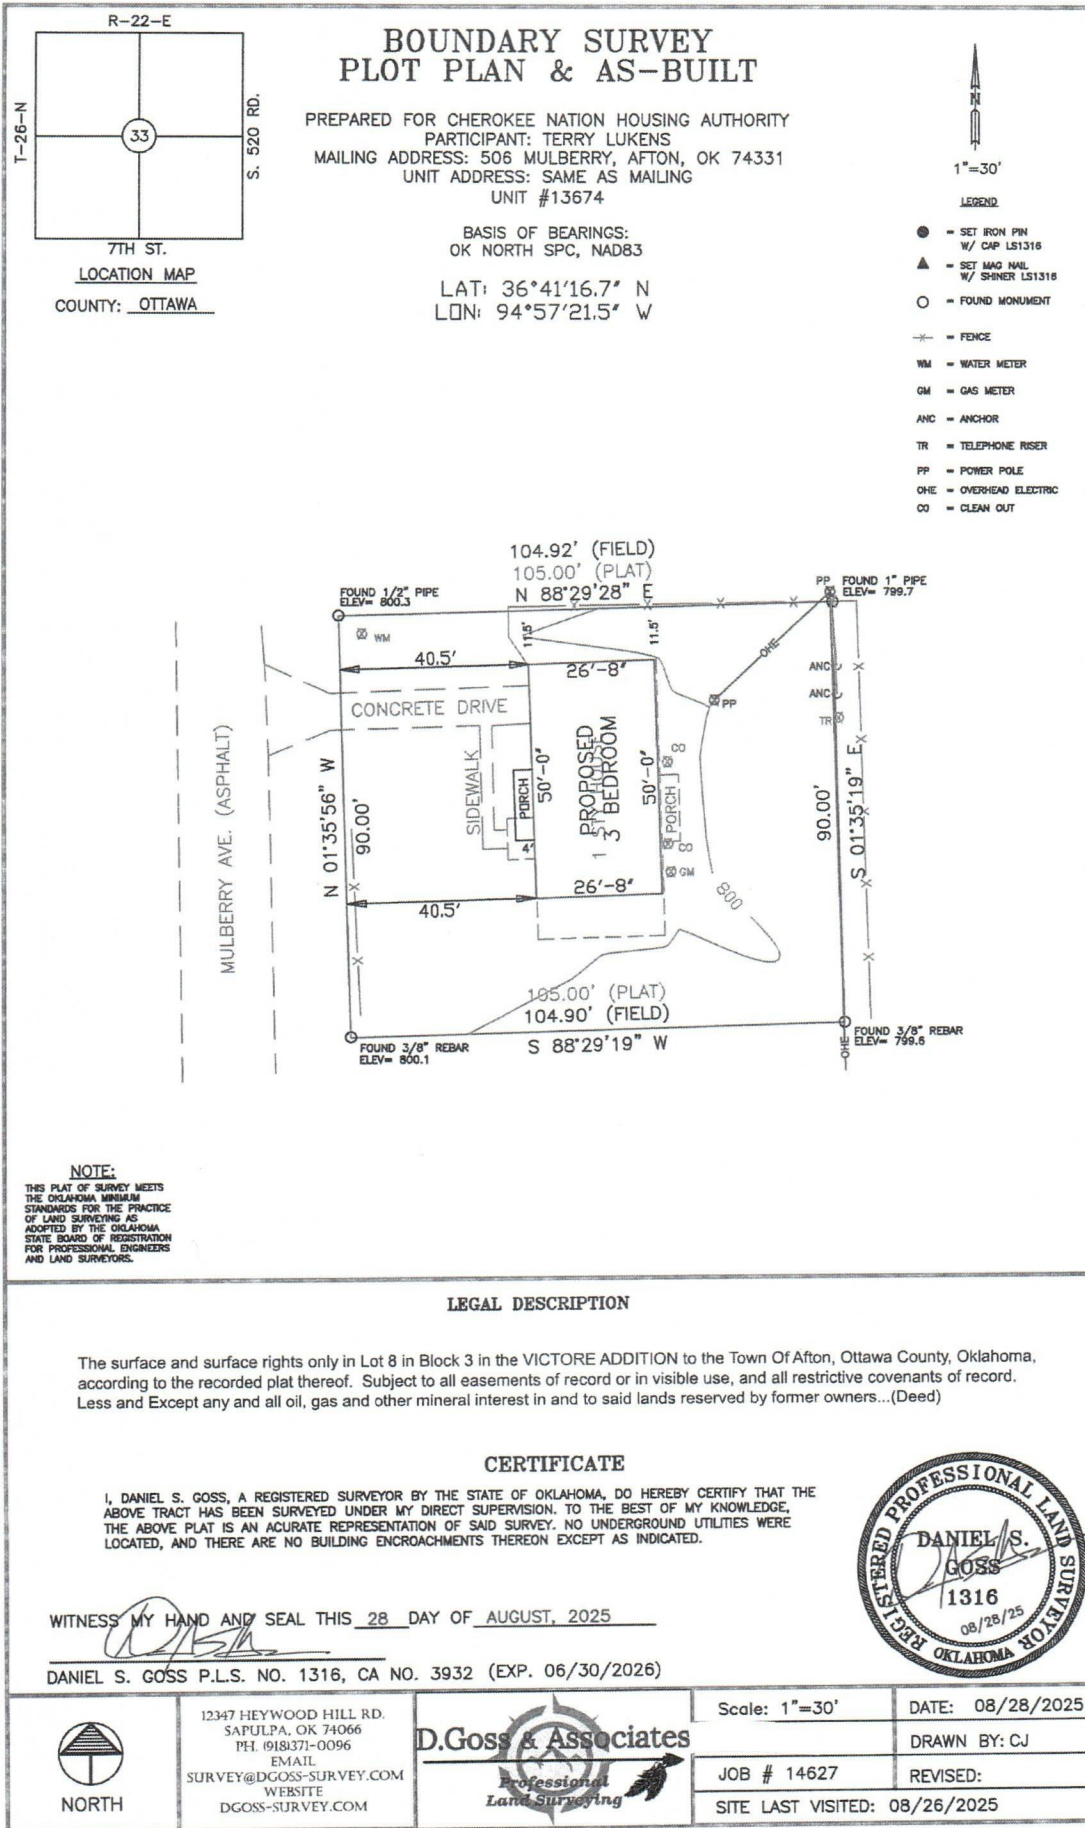 R-22-E
T-26-N
33
S. 520 RD.
7TH ST.
LOCATION MAP
COUNTY: OTTAWA
BOUNDARY SURVEY
PLOT PLAN & AS-BUILT
PREPARED FOR CHEROKEE NATION HOUSING AUTHORITY
PARTICIPANT: TERRY LUKENS
MAILING ADDRESS: 506 MULBERRY, AFTON, OK 74331
UNIT ADDRESS: SAME AS MAILING
UNIT #13674
BASIS OF BEARINGS:
OK NORTH SPC, NAD83
LAT: 36°41'16.7" N
LON: 94°57'21.5" W
N
1"=30'
LEGEND
= SET IRON PIN
W/ CAP LS1316
= SET MAG NAIL
W/ SHINER LS1316
= FOUND MONUMENT
= FENCE
WM = WATER METER
GM = GAS METER
ANC = ANCHOR
TR = TELEPHONE RISER
PP = POWER POLE
OHE = OVERHEAD ELECTRIC
CO = CLEAN OUT
104.92' (FIELD)
105.00' (PLAT)
N 88°29'28" E
FOUND 1/2" PIPE
ELEV= 800.3
PP
FOUND 1" PIPE
ELEV= 799.7
WM
11.5'
11.5'
OHE
40.5'
26'-8"
ANC
ANC
PP
TR
CONCRETE DRIVE
MULBERRY AVE. (ASPHALT)
N 01°35'56" W
90.00'
SIDEWALK
PORCH
4'
50'-0"
PROPOSED
3 BEDROOM
50'-0"
CO
PORCH
CO
GM
90.00'
S 01°35'19" E
26'-8"
40.5'
800
105.00' (PLAT)
104.90' (FIELD)
S 88°29'19" W
FOUND 3/8" REBAR
ELEV= 800.1
FOUND 3/8" REBAR
ELEV= 799.6
OHE
NOTE:
THIS PLAT OF SURVEY MEETS
THE OKLAHOMA MINIMUM
STANDARDS FOR THE PRACTICE
OF LAND SURVEYING AS
ADOPTED BY THE OKLAHOMA
STATE BOARD OF REGISTRATION
FOR PROFESSIONAL ENGINEERS
AND LAND SURVEYORS.
LEGAL DESCRIPTION
The surface and surface rights only in Lot 8 in Block 3 in the VICTORE ADDITION to the Town Of Afton, Ottawa County, Oklahoma,
according to the recorded plat thereof. Subject to all easements of record or in visible use, and all restrictive covenants of record.
Less and Except any and all oil, gas and other mineral interest in and to said lands reserved by former owners...(Deed)
CERTIFICATE
I, DANIEL S. GOSS, A REGISTERED SURVEYOR BY THE STATE OF OKLAHOMA, DO HEREBY CERTIFY THAT THE
ABOVE TRACT HAS BEEN SURVEYED UNDER MY DIRECT SUPERVISION. TO THE BEST OF MY KNOWLEDGE,
THE ABOVE PLAT IS AN ACURATE REPRESENTATION OF SAID SURVEY. NO UNDERGROUND UTILITIES WERE
LOCATED, AND THERE ARE NO BUILDING ENCROACHMENTS THEREON EXCEPT AS INDICATED.
WITNESS MY HAND AND SEAL THIS 28 DAY OF AUGUST, 2025
DANIEL S. GOSS P.L.S. NO. 1316, CA NO. 3932 (EXP. 06/30/2026)
REGISTERED PROFESSIONAL LAND SURVEYOR
DANIEL S.
GOSS
1316
08/28/25
OKLAHOMA
NORTH
12347 HEYWOOD HILL RD.
SAPULPA, OK 74066
PH. (918)371-0096
EMAIL
SURVEY@DGOSS-SURVEY.COM
WEBSITE
DGOSS-SURVEY.COM
D.Goss & Associates
Professional
Land Surveying
Scale: 1"=30'
DATE: 08/28/2025
DRAWN BY: CJ
JOB # 14627
REVISED:
SITE LAST VISITED: 08/26/2025